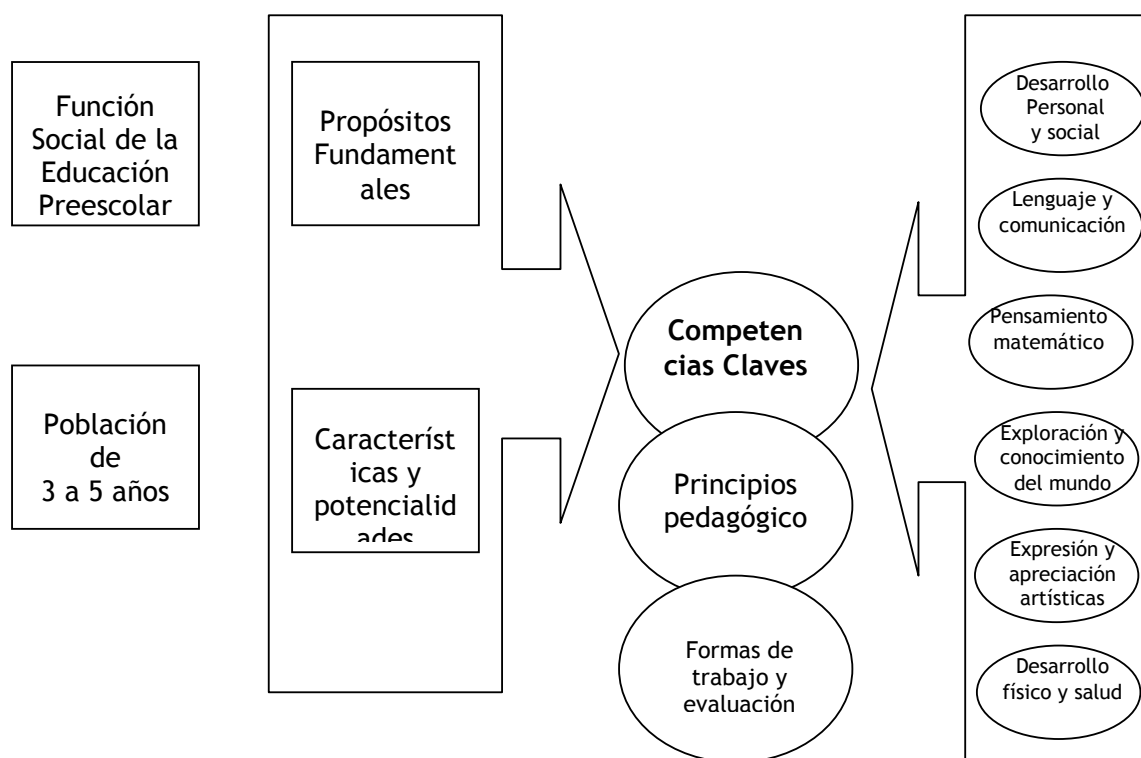 Función
Social de la
Educación
Preescolar
Población
de
3 a 5 años
Propósitos
Fundament
ales
Característ
icas y
potencialid
ades
Competen
cias Claves
Principios
pedagógico
Formas de
trabajo y
evaluación
Desarrollo
Personal
y social
Lenguaje y
comunicación
Pensamiento
matemático
Exploración y
conocimiento
del mundo
Expresión y
apreciación
artísticas
Desarrollo
físico y salud